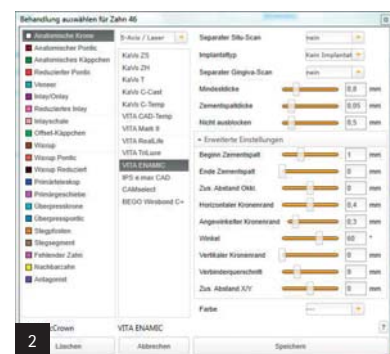 Behandlung auswählen für Zahn 46
Anatomische Krone
Anatomischer Pontic
Anatomisches Käppchen
Reduzierter Pontic
Veneer
Inlay/Onlay
Reduziertes Inlay
Inlayschale
Offset-Käppchen
Waxup
Waxup Pontic
Waxup Reduziert
Primärteleskop
Primärgeschiebe
Übergresskrone
Übergresspontic
Stegpfosten
Stegsegment
Fehlender Zahn
Nachbarzahn
Antagonist
5-Axis / Laser
KaVo ZS
KaVo ZH
KaVo T
KaVo C-Cast
KaVo C-Temp
VITA CAD-Temp
VITA Mark II
VITA RealLife
VITA TriLuxe
VITA ENAMIC
IPS e.max CAD
CAMselect
BEGO Wirobond C+
Separater Situ-Scan nein
Implantattyp Kein Implantat
Separater Gingiva-Scan nein
Mindestdicke 0,8 mm
Zementspaltdicke 0,05 mm
Nicht ausblocken 0,5 mm
Erweiterte Einstellungen
Beginn Zementspalt 1 mm
Ende Zementspalt 0 mm
Zus. Abstand Okkl. 0 mm
Horizontaler Kronenrand 0,4 mm
Angewinkelter Kronenrand 0,3 mm
Winkel 60 °
Vertikaler Kronenrand 0 mm
Verbinderquerschnitt 0 mm
Zus. Abstand X/Y 0 mm
Farbe ---
2
Crown VITA ENAMIC ?
Löschen Abbrechen Speichern